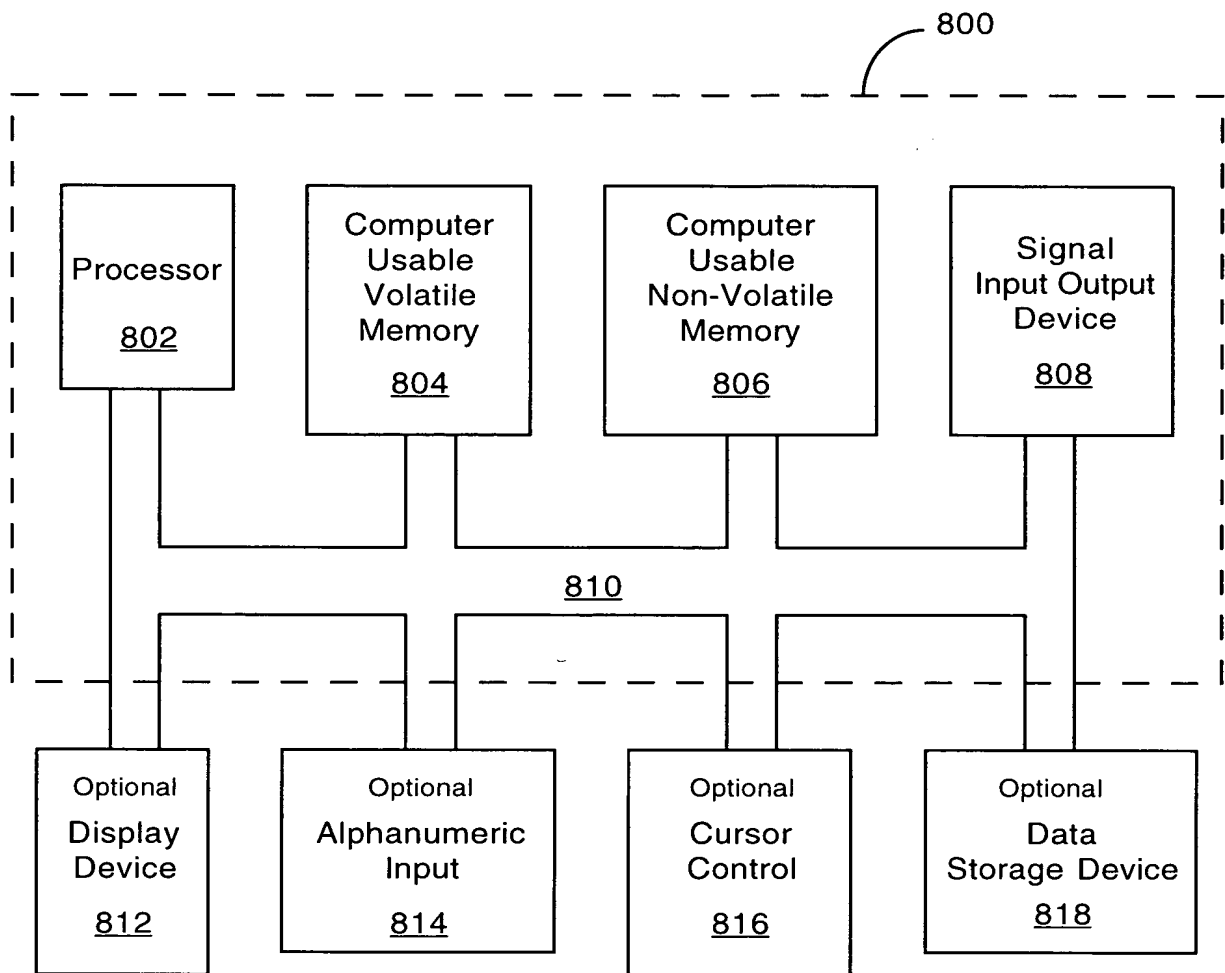 800
Processor
802
Computer
Usable
Volatile
Memory
804
Computer
Usable
Non-Volatile
Memory
806
Signal
Input Output
Device
808
810
Optional
Display
Device
812
Optional
Alphanumeric
Input
814
Optional
Cursor
Control
816
Optional
Data
Storage Device
818